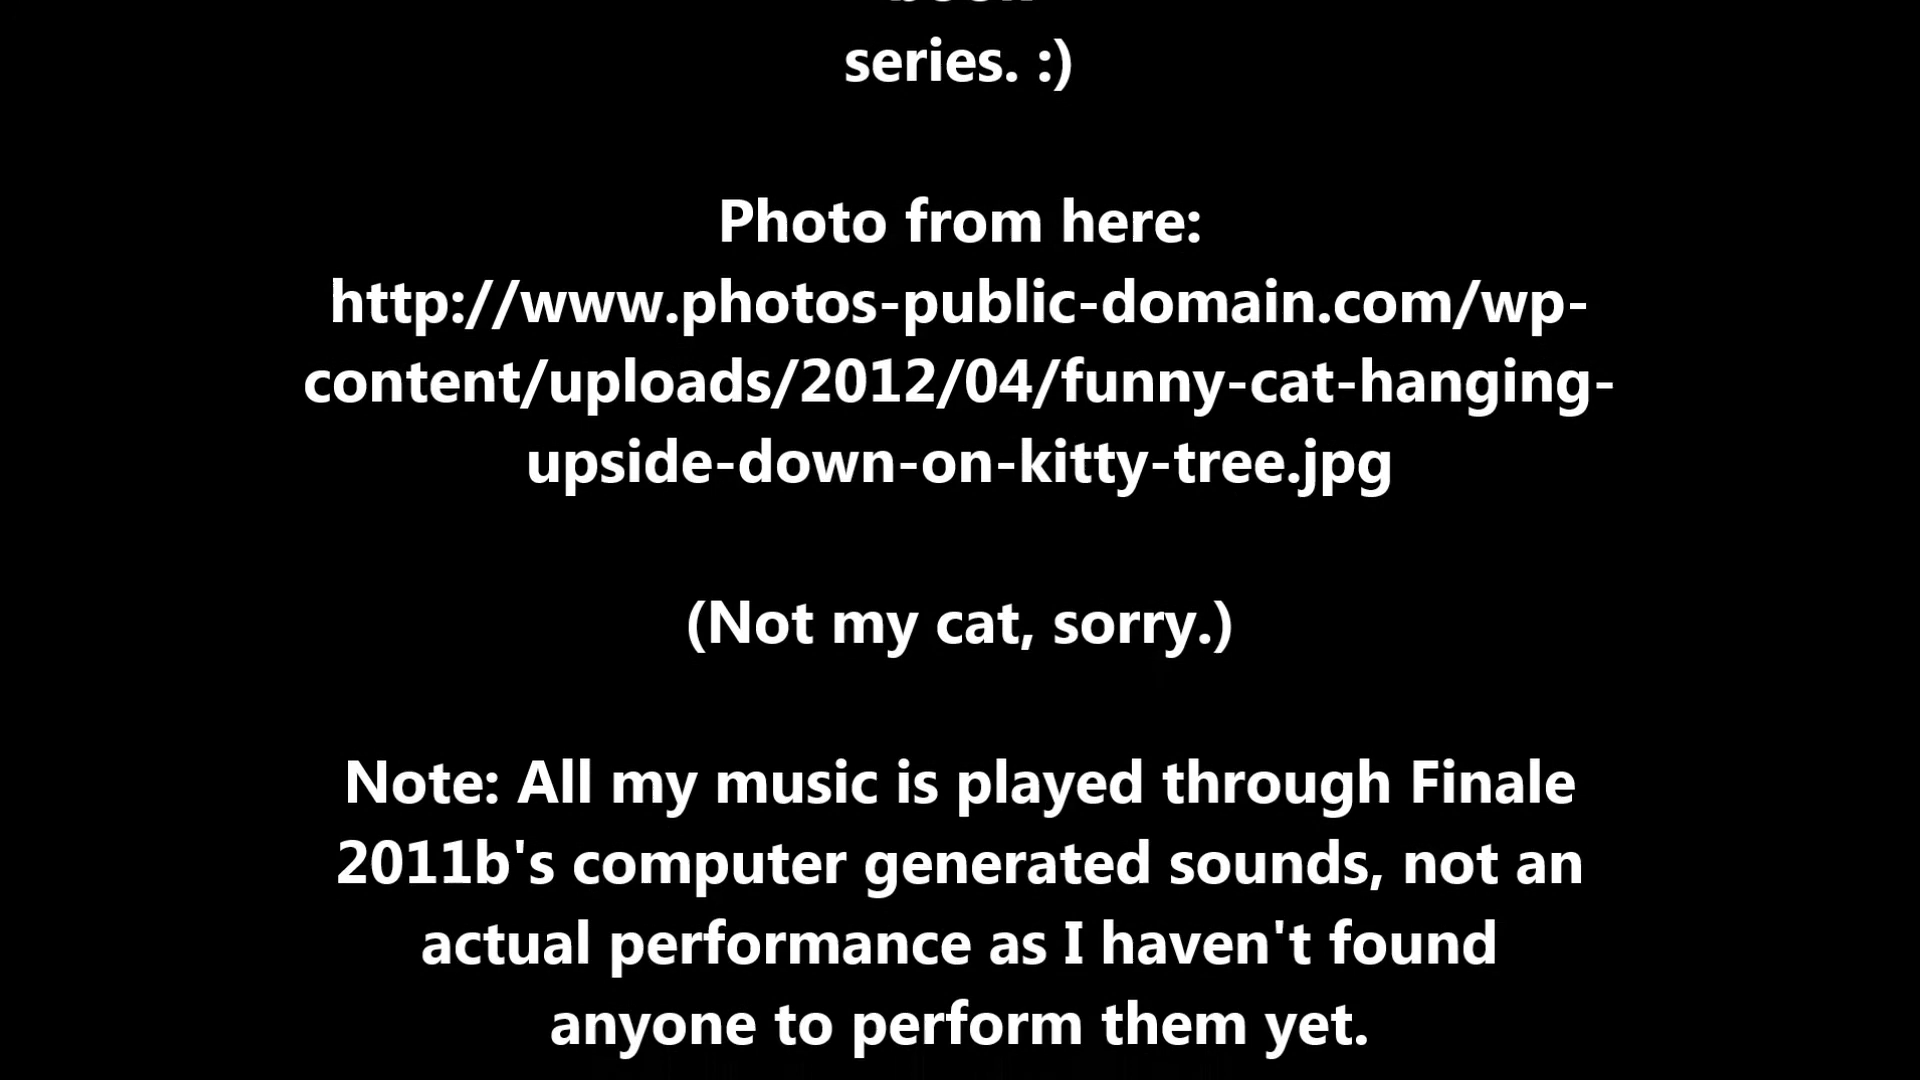 series. :)
Photo from here:
http://www.photos-public-domain.com/wp-
content/uploads/2012/04/funny-cat-hanging-
upside-down-on-kitty-tree.jpg
(Not my cat, sorry.)
Note: All my music is played through Finale
2011b's computer generated sounds, not an
actual performance as I haven't found
anyone to perform them yet.